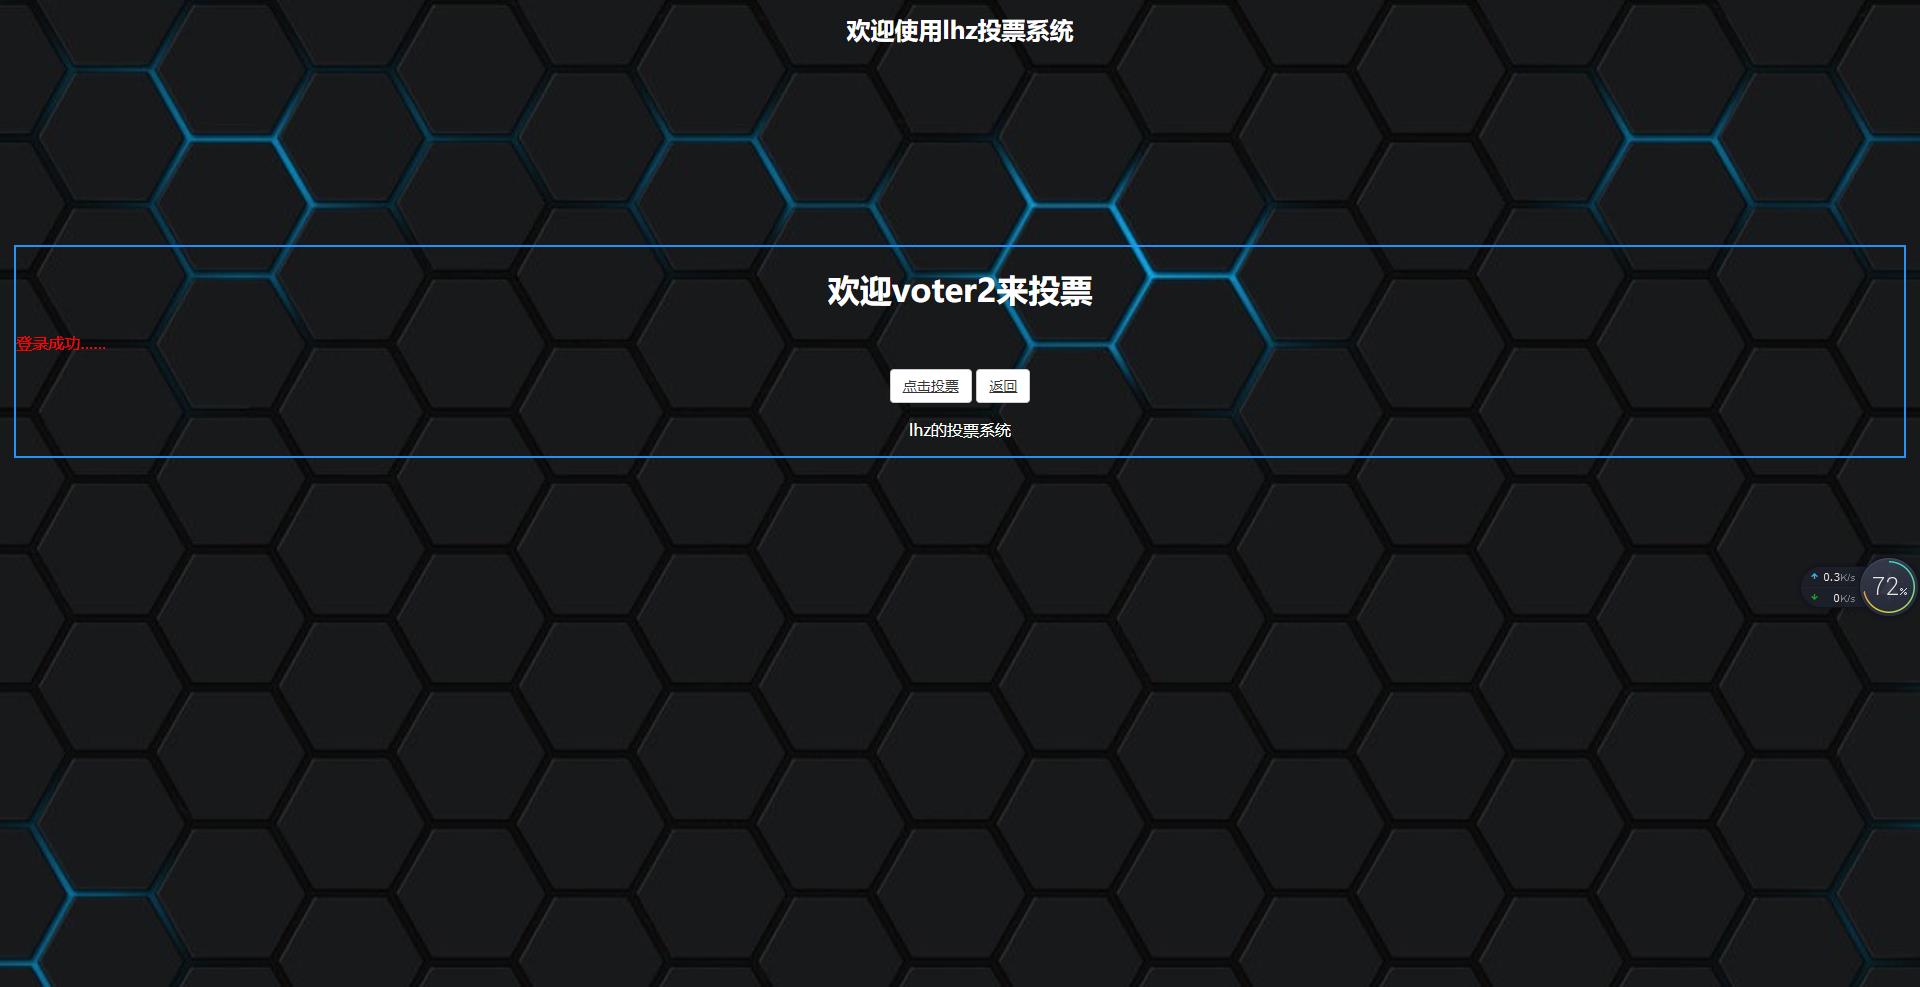 欢迎使用lhz投票系统
欢迎voter2来投票
登录成功......
点击投票 返回
lhz的投票系统
0.3K/s
0K/s
72%